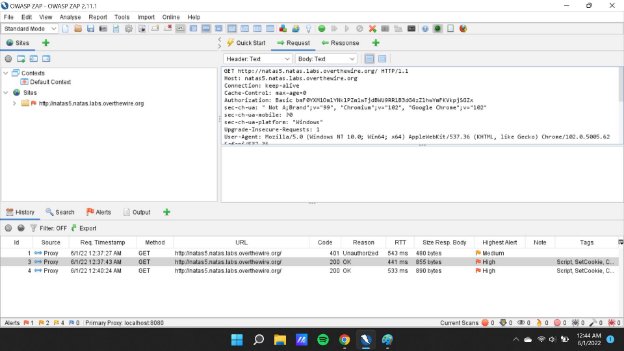 OWASP ZAP - OWASP ZAP 2.11.1
File Edit View Analyse Report Tools Import Online Help
Standard Mode
Sites
Quick Start Request Response
Header: Text Body: Text
Contexts
Default Context
Sites
http://natas5.natas.labs.overthewire.org
GET http://natas5.natas.labs.overthewire.org/ HTTP/1.1
Host: natas5.natas.labs.overthewire.org
Connection: keep-alive
Cache-Control: max-age=0
Authorization: Basic
sec-ch-ua: " Not A;Brand";v="99", "Chromium";v="102", "Google Chrome";v="102"
sec-ch-ua-mobile: ?0
sec-ch-ua-platform: "Windows"
Upgrade-Insecure-Requests: 1
User-Agent: Mozilla/5.0 (Windows NT 10.0; Win64; x64) AppleWebKit/537.36 (KHTML, like Gecko) Chrome/102.0.5005.62
Safari/537.36
History Search Alerts Output
Filter: OFF Export
Id Source Req. Timestamp Method URL Code Reason RTT Size Resp. Body Highest Alert Note Tags
1 Proxy 6/1/22 12:37:27 AM GET http://natas5.natas.labs.overthewire.org/ 401 Unauthorized 543 ms 480 bytes Medium
3 Proxy 6/1/22 12:37:43 AM GET http://natas5.natas.labs.overthewire.org/ 200 OK 441 ms 855 bytes High Script, SetCookie, C...
4 Proxy 6/1/22 12:40:24 AM GET http://natas5.natas.labs.overthewire.org/ 200 OK 533 ms 890 bytes High Script, SetCookie, C...
Alerts 1 2 4 0 Primary Proxy: localhost:8080 Current Scans 0 0 0 0 0 0 0 0
12:44 AM
6/1/2022